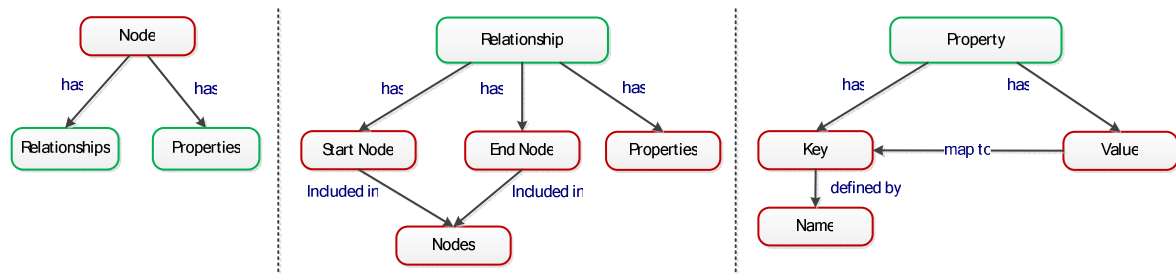 Node
has
has
Relationships
Properties
Relationship
has
has
has
Start Node
End Node
Properties
Included in
Included in
Nodes
Property
has
has
Key
map to
Value
defined by
Name